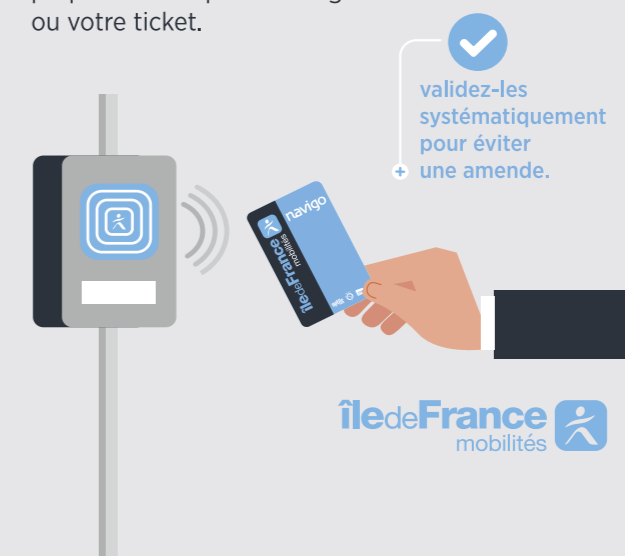 ou votre ticket.
validez-les
systématiquement
pour éviter
une amende.
navigo
îledeFrance
mobilités
îledeFrance
mobilités